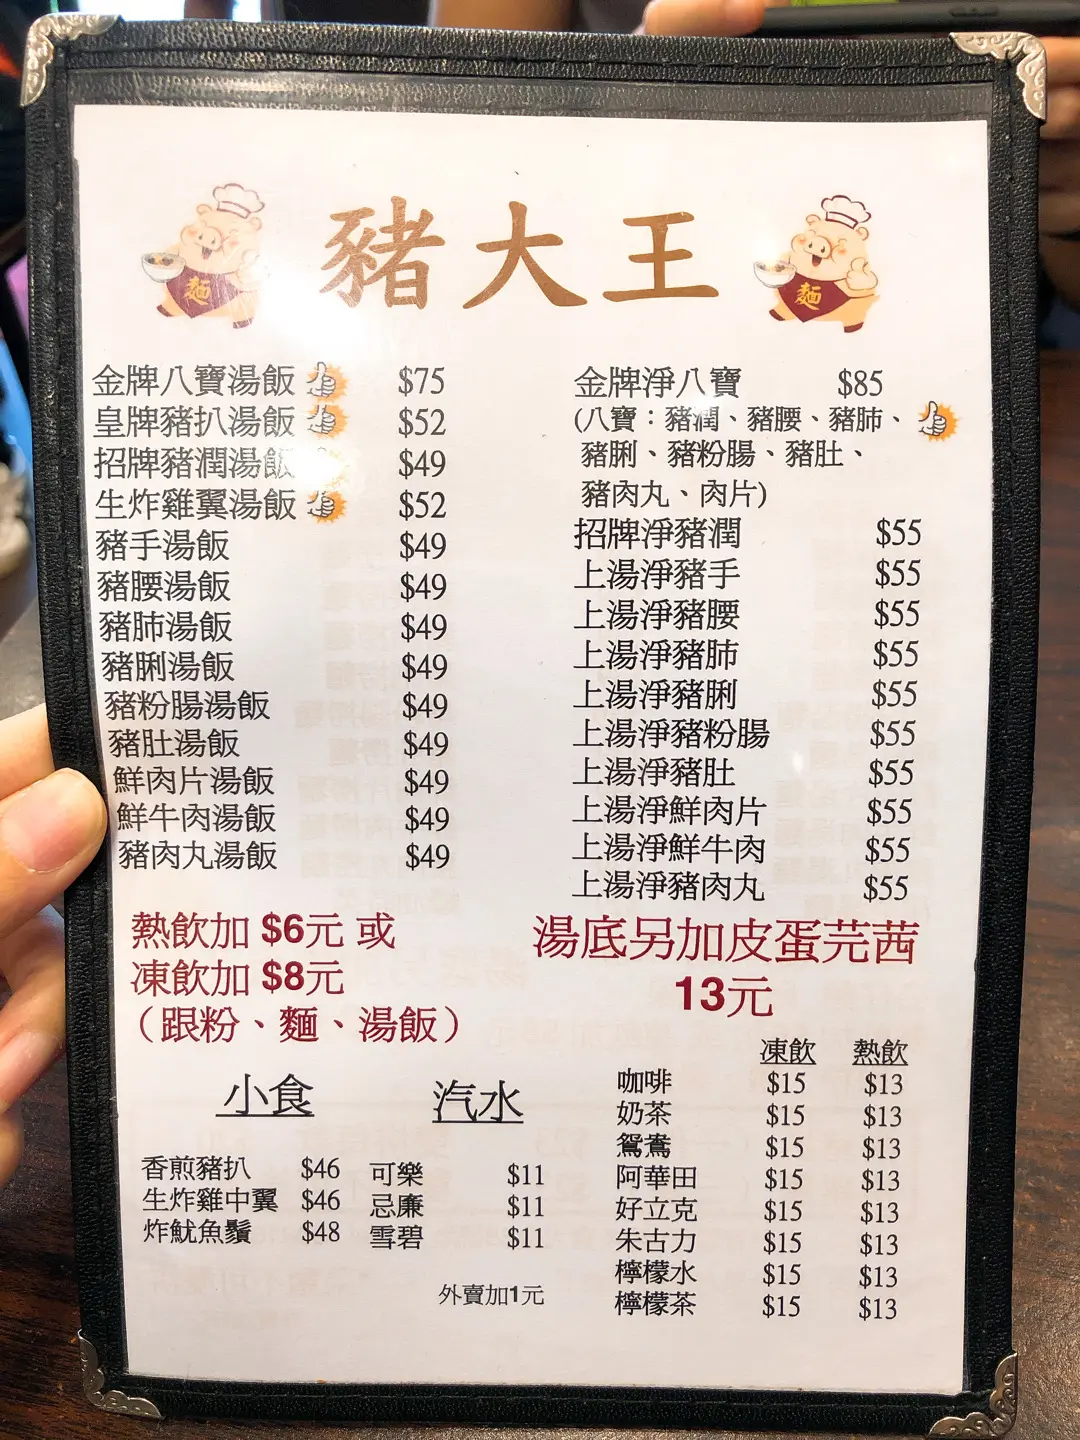 豬大王
麵
麵
金牌八寶湯飯 $75
皇牌豬扒湯飯 $52
招牌豬潤湯飯 $49
生炸雞翼湯飯 $52
豬手湯飯 $49
豬腰湯飯 $49
豬肺湯飯 $49
豬脷湯飯 $49
豬粉腸湯飯 $49
豬肚湯飯 $49
鮮肉片湯飯 $49
鮮牛肉湯飯 $49
豬肉丸湯飯 $49
金牌淨八寶 $85
(八寶：豬潤、豬腰、豬肺、
豬脷、豬粉腸、豬肚、
豬肉丸、肉片)
招牌淨豬潤 $55
上湯淨豬手 $55
上湯淨豬腰 $55
上湯淨豬肺 $55
上湯淨豬脷 $55
上湯淨豬粉腸 $55
上湯淨豬肚 $55
上湯淨鮮肉片 $55
上湯淨鮮牛肉 $55
上湯淨豬肉丸 $55
熱飲加 $6元 或
凍飲加 $8元
（跟粉、麵、湯飯）
湯底另加皮蛋芫茜
13元
小食
香煎豬扒 $46
生炸雞中翼 $46
炸魷魚鬚 $48
汽水
可樂 $11
忌廉 $11
雪碧 $11
外賣加1元
凍飲 熱飲
咖啡 $15 $13
奶茶 $15 $13
鴛鴦 $15 $13
阿華田 $15 $13
好立克 $15 $13
朱古力 $15 $13
檸檬水 $15 $13
檸檬茶 $15 $13